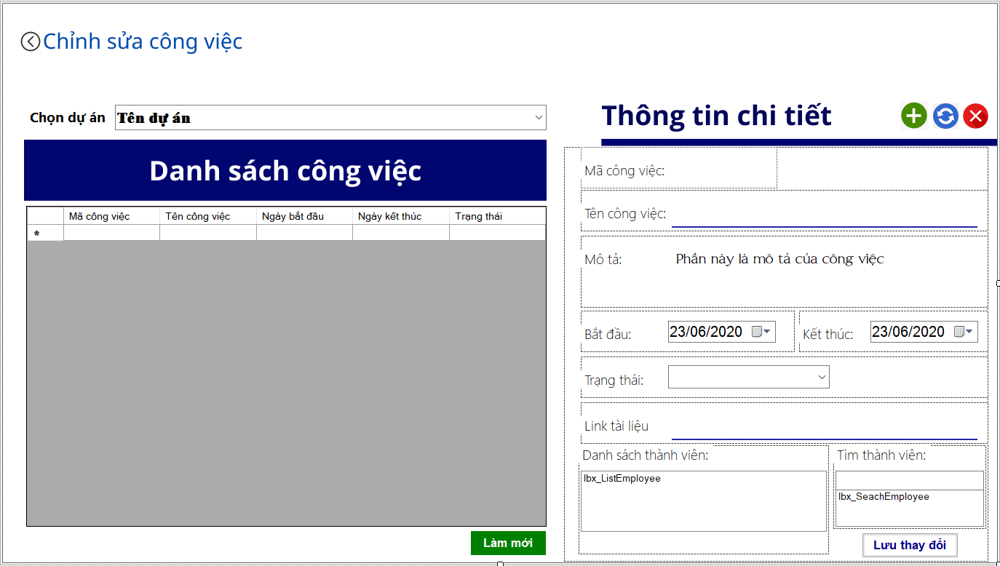 Chỉnh sửa công việc
Chọn dự án
Tên dự án
Danh sách công việc
Mã công việc
Tên công việc
Ngày bắt đầu
Ngày kết thúc
Trạng thái
*
Làm mới
Thông tin chi tiết
Mã công việc:
Tên công việc:
Mô tả:
Phần này là mô tả của công việc
Bắt đầu:
23/06/2020
Kết thúc:
23/06/2020
Trạng thái:
Link tài liệu
Danh sách thành viên:
lbx_ListEmployee
Tìm thành viên:
lbx_SeachEmployee
Lưu thay đổi